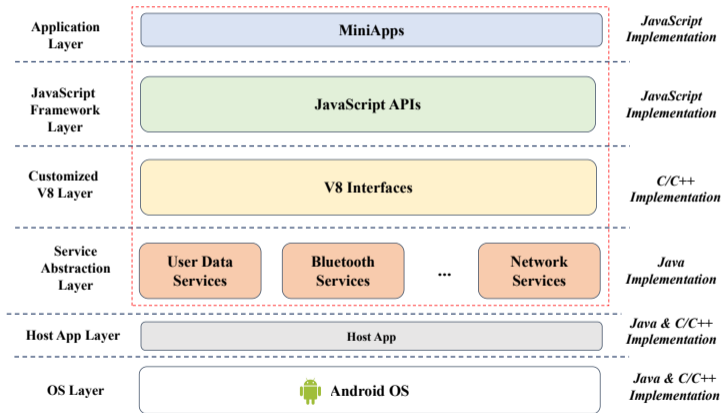 Application
Layer
MiniApps
JavaScript
Implementation
JavaScript
Framework
Layer
JavaScript APIs
JavaScript
Implementation
Customized
V8 Layer
V8 Interfaces
C/C++
Implementation
Service
Abstraction
Layer
User Data
Services
Bluetooth
Services
...
Network
Services
Java
Implementation
Host App Layer
Host App
Java & C/C++
Implementation
OS Layer
Android OS
Java & C/C++
Implementation